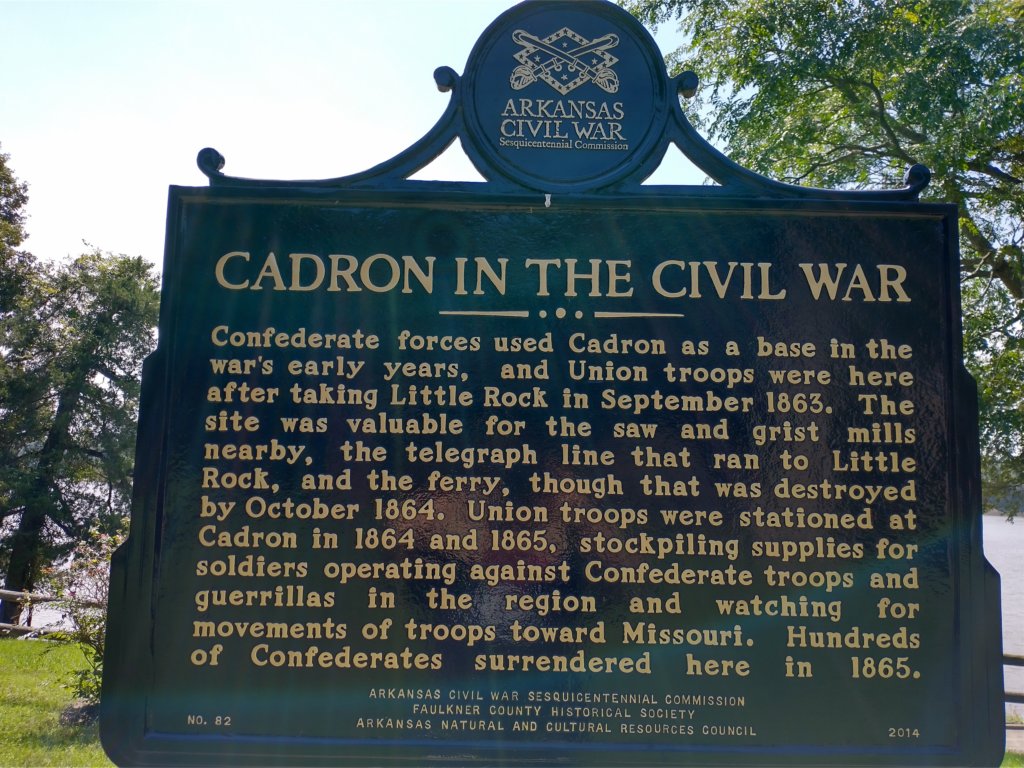 ARKANSAS
CIVIL WAR
Sesquicentennial Commission
CADRON IN THE CIVIL WAR
Confederate forces used Cadron as a base in the
war's early years, and Union troops were here
after taking Little Rock in September 1863. The
site was valuable for the saw and grist mills
nearby, the telegraph line that ran to Little
Rock, and the ferry, though that was destroyed
by October 1864. Union troops were stationed at
Cadron in 1864 and 1865, stockpiling supplies for
soldiers operating against Confederate troops and
guerrillas in the region and watching for
movements of troops toward Missouri. Hundreds
of Confederates surrendered here in 1865.
ARKANSAS CIVIL WAR SESQUICENTENNIAL COMMISSION
FAULKNER COUNTY HISTORICAL SOCIETY
NO. 82 ARKANSAS NATURAL AND CULTURAL RESOURCES COUNCIL 2014